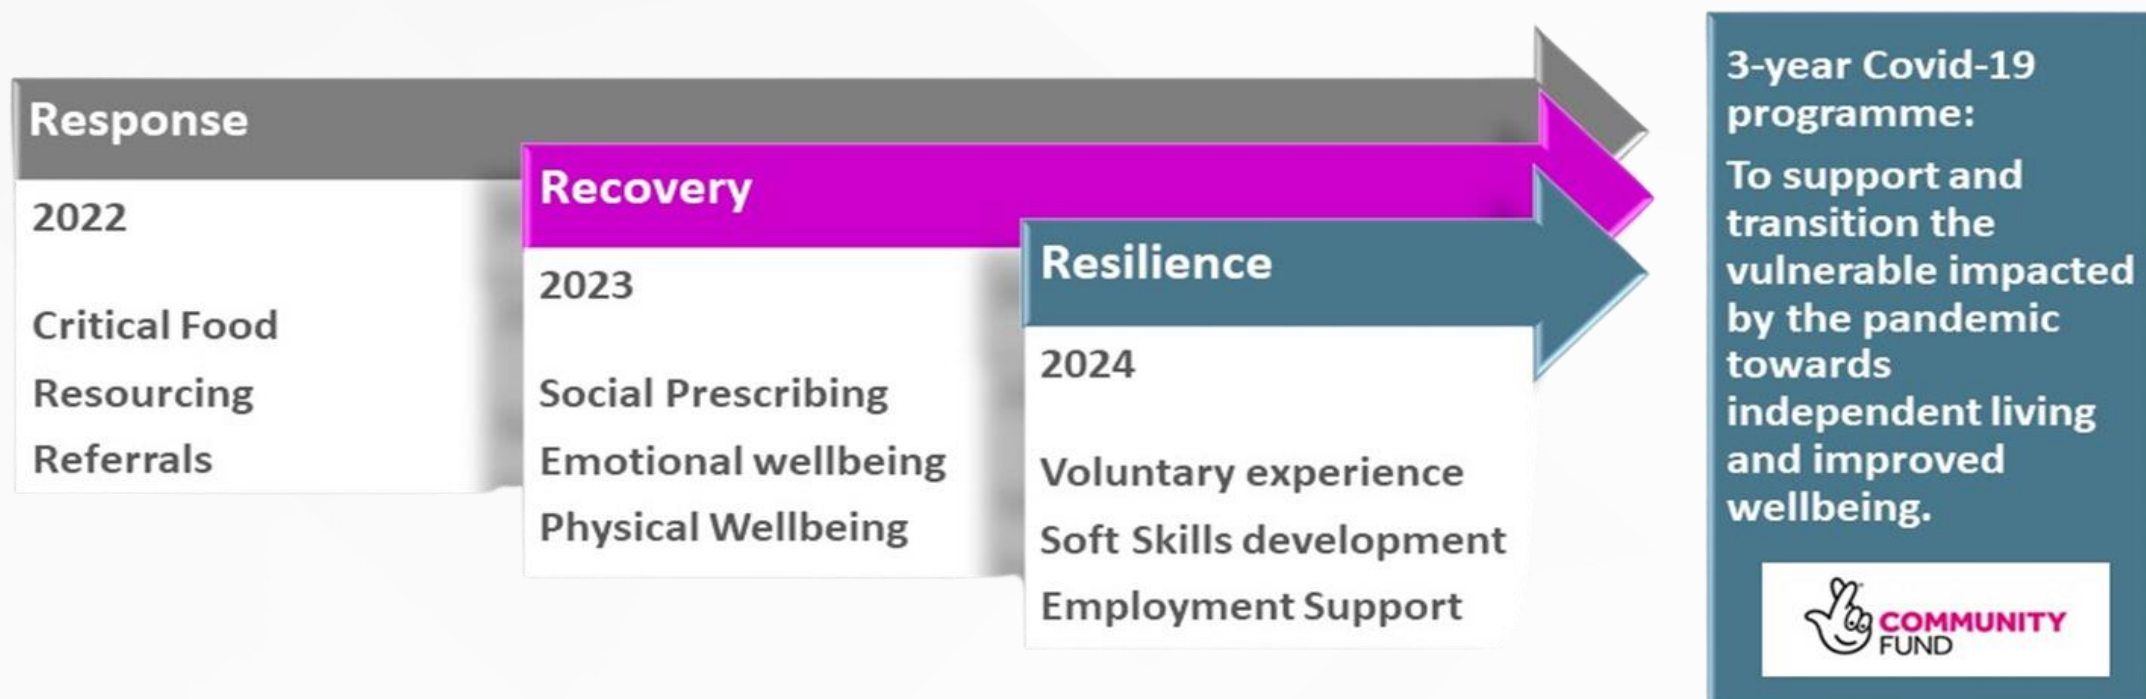 Response
2022
Critical Food
Resourcing
Referrals
Recovery
2023
Social Prescribing
Emotional wellbeing
Physical Wellbeing
Resilience
2024
Voluntary experience
Soft Skills development
Employment Support
3-year Covid-19
programme:
To support and
transition the
vulnerable impacted
by the pandemic
towards
independent living
and improved
wellbeing.
COMMUNITY
FUND